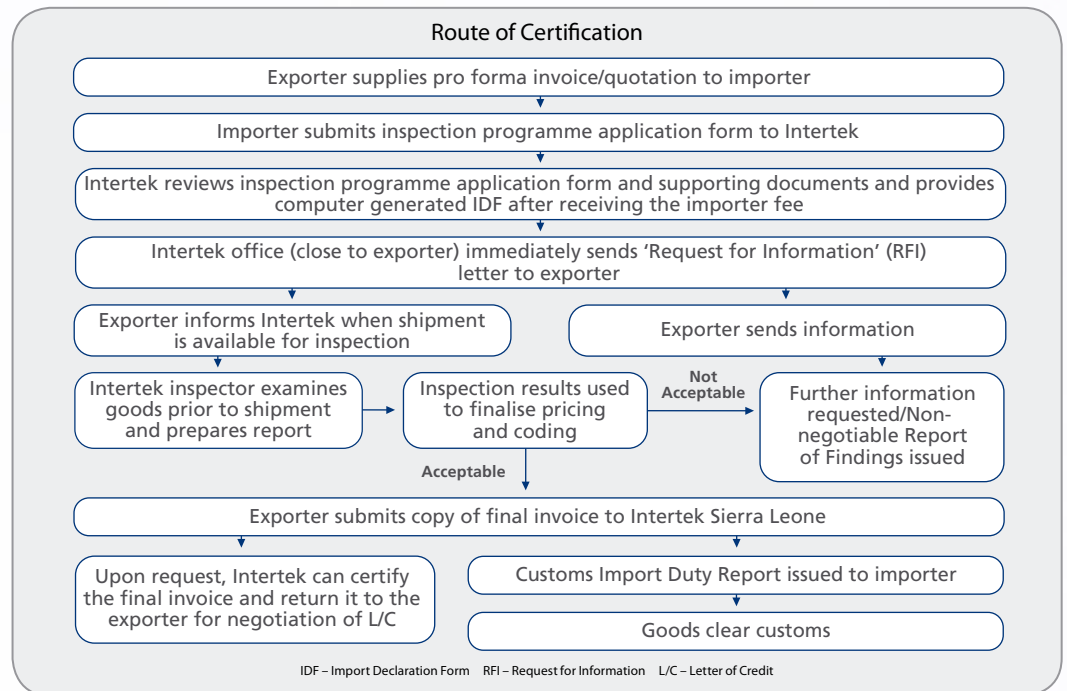 Route of Certification
Exporter supplies pro forma invoice/quotation to importer
Importer submits inspection programme application form to Intertek
Intertek reviews inspection programme application form and supporting documents and provides
computer generated IDF after receiving the importer fee
Intertek office (close to exporter) immediately sends ‘Request for Information’ (RFI)
letter to exporter
Exporter informs Intertek when shipment
is available for inspection
Exporter sends information
Intertek inspector examines
goods prior to shipment
and prepares report
Inspection results used
to finalise pricing
and coding
Not
Acceptable
Further information
requested/Non-
negotiable Report
of Findings issued
Acceptable
Exporter submits copy of final invoice to Intertek Sierra Leone
Upon request, Intertek can certify
the final invoice and return it to the
exporter for negotiation of L/C
Customs Import Duty Report issued to importer
Goods clear customs
IDF – Import Declaration Form RFI – Request for Information L/C – Letter of Credit